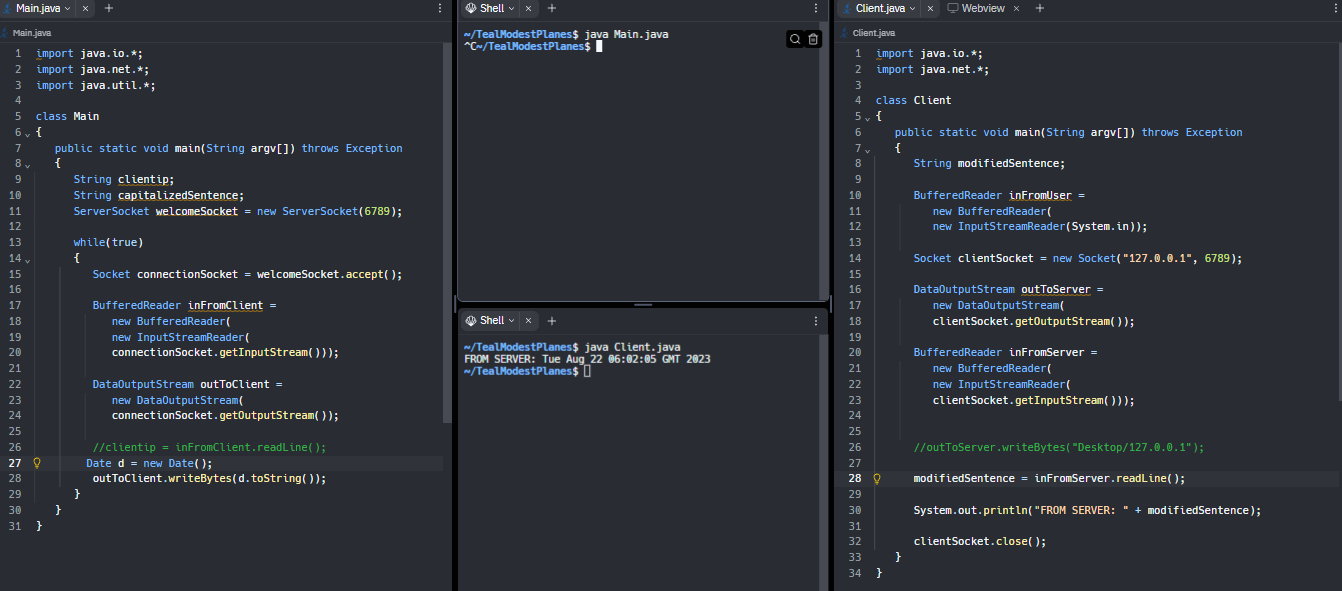 Main.java
Main.java
1 import java.io.*;
2 import java.net.*;
3 import java.util.*;
4
5 class Main
6 {
7 public static void main(String argv[]) throws Exception
8 {
9 String clientip;
10 String capitalizedSentence;
11 ServerSocket welcomeSocket = new ServerSocket(6789);
12
13 while(true)
14 {
15 Socket connectionSocket = welcomeSocket.accept();
16
17 BufferedReader inFromClient =
18 new BufferedReader(
19 new InputStreamReader(
20 connectionSocket.getInputStream()));
21
22 DataOutputStream outToClient =
23 new DataOutputStream(
24 connectionSocket.getOutputStream());
25
26 //clientip = inFromClient.readLine();
27 Date d = new Date();
28 outToClient.writeBytes(d.toString());
29 }
30 }
31 }
Shell
~/TealModestPlanes$ java Main.java
^C~/TealModestPlanes$
Shell
~/TealModestPlanes$ java Client.java
FROM SERVER: Tue Aug 22 06:02:05 GMT 2023
~/TealModestPlanes$
Client.java Webview
Client.java
1 import java.io.*;
2 import java.net.*;
3
4 class Client
5 {
6 public static void main(String argv[]) throws Exception
7 {
8 String modifiedSentence;
9
10 BufferedReader inFromUser =
11 new BufferedReader(
12 new InputStreamReader(System.in));
13
14 Socket clientSocket = new Socket("127.0.0.1", 6789);
15
16 DataOutputStream outToServer =
17 new DataOutputStream(
18 clientSocket.getOutputStream());
19
20 BufferedReader inFromServer =
21 new BufferedReader(
22 new InputStreamReader(
23 clientSocket.getInputStream()));
24
25
26 //outToServer.writeBytes("Desktop/127.0.0.1");
27
28 modifiedSentence = inFromServer.readLine();
29
30 System.out.println("FROM SERVER: " + modifiedSentence);
31
32 clientSocket.close();
33 }
34 }